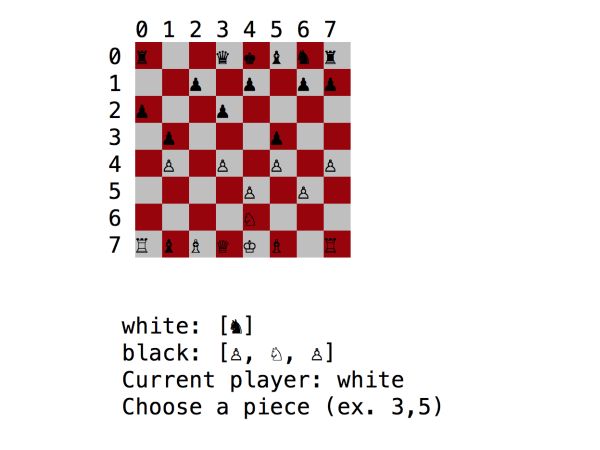 0 1 2 3 4 5 6 7
0 ♜ ♛ ♚ ♝ ♞ ♜
1 ♟ ♟ ♟ ♟
2 ♟ ♟
3 ♟ ♟
4 ♙ ♙ ♙ ♙
5 ♙ ♙
6 ♘
7 ♖ ♝ ♗ ♕ ♔ ♗ ♖
white: [♞]
black: [♙, ♘, ♙]
Current player: white
Choose a piece (ex. 3,5)